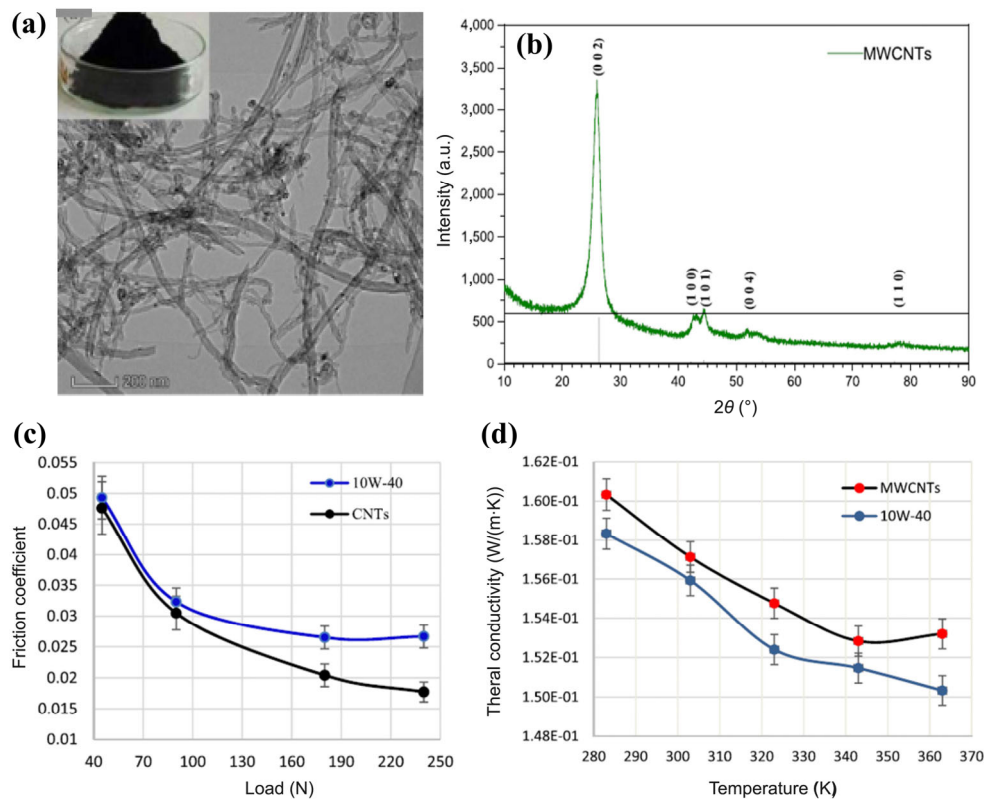 (a)
200 nm
(b)
MWCNTs
(0 0 2)
(1 0 0)
(1 0 1)
(0 0 4)
(1 1 0)
Intensity (a.u.)
4,000
3,500
3,000
2,500
2,000
1,500
1,000
500
0
10 20 30 40 50 60 70 80 90
2θ (°)
(c)
10W-40
CNTs
Friction coefficient
0.055
0.05
0.045
0.04
0.035
0.03
0.025
0.02
0.015
0.01
40 70 100 130 160 190 220 250
Load (N)
(d)
MWCNTs
10W-40
Theral conductivity (W/(m·K))
1.62E-01
1.60E-01
1.58E-01
1.56E-01
1.54E-01
1.52E-01
1.50E-01
1.48E-01
280 290 300 310 320 330 340 350 360 370
Temperature (K)